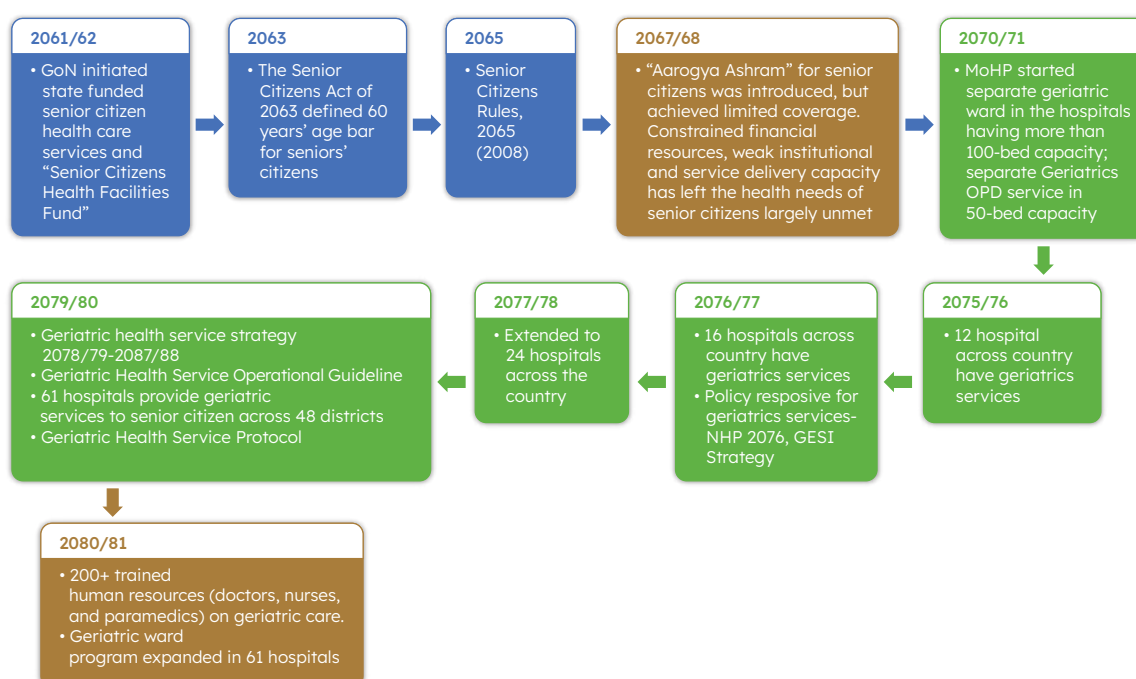 2061/62
• GoN initiated
state funded
senior citizen
health care
services and
“Senior Citizens
Health Facilities
Fund”
2063
• The Senior
Citizens Act of
2063 defined 60
years’ age bar
for seniors’
citizens
2065
• Senior
Citizens
Rules,
2065
(2008)
2067/68
• “Aarogya Ashram” for senior
citizens was introduced, but
achieved limited coverage.
Constrained financial
resources, weak institutional
and service delivery capacity
has left the health needs of
senior citizens largely unmet
2070/71
• MoHP started
separate geriatric
ward in the hospitals
having more than
100-bed capacity;
separate Geriatrics
OPD service in
50-bed capacity
2075/76
• 12 hospital
across country
have geriatrics
services
2076/77
• 16 hospitals across
country have
geriatrics services
• Policy resposive for
geriatrics services-
NHP 2076, GESI
Strategy
2077/78
• Extended to
24 hospitals
across the
country
2079/80
• Geriatric health service strategy
2078/79-2087/88
• Geriatric Health Service Operational Guideline
• 61 hospitals provide geriatric
services to senior citizen across 48 districts
• Geriatric Health Service Protocol
2080/81
• 200+ trained
human resources (doctors, nurses,
and paramedics) on geriatric care.
• Geriatric ward
program expanded in 61 hospitals